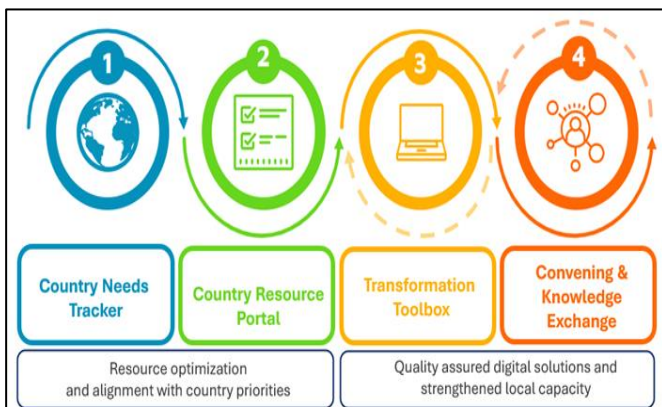 1
2
3
4
Country Needs
Tracker
Country Resource
Portal
Transformation
Toolbox
Convening &
Knowledge
Exchange
Resource optimization
and alignment with country priorities
Quality assured digital solutions and
strengthened local capacity